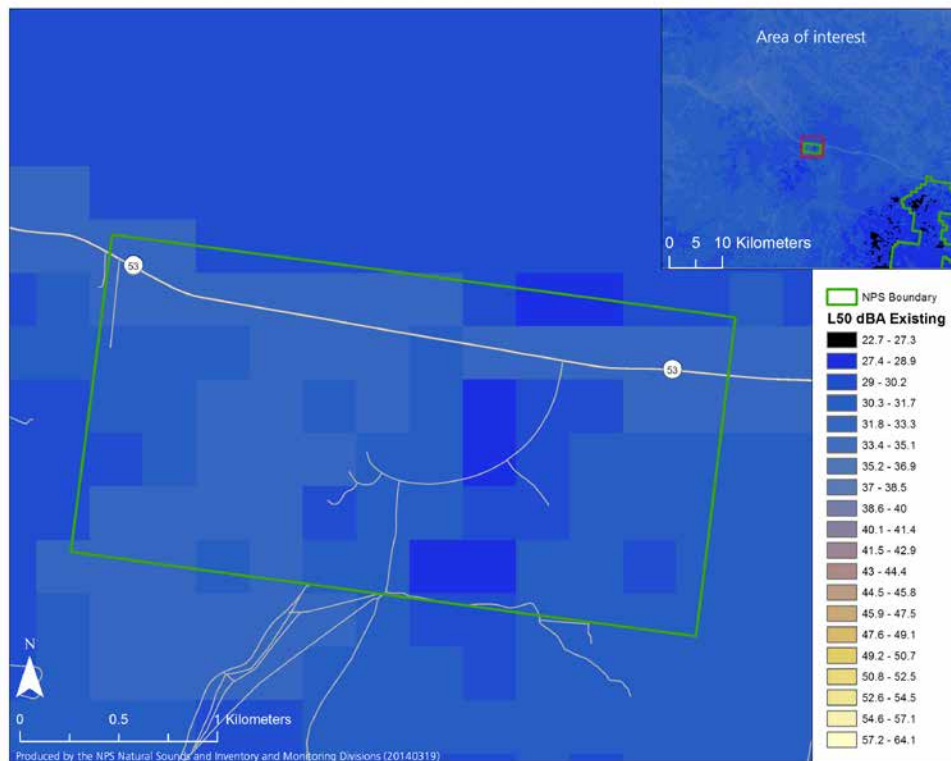 Area of interest
0 5 10 Kilometers
53
53
N
0 0.5 1 Kilometers
Produced by the NPS Natural Sounds and Inventory and Monitoring Divisions (20140319)
NPS Boundary
L50 dBA Existing
22.7 - 27.3
27.4 - 28.9
29 - 30.2
30.3 - 31.7
31.8 - 33.3
33.4 - 35.1
35.2 - 36.9
37 - 38.5
38.6 - 40
40.1 - 41.4
41.5 - 42.9
43 - 44.4
44.5 - 45.8
45.9 - 47.5
47.6 - 49.1
49.2 - 50.7
50.8 - 52.5
52.6 - 54.5
54.6 - 57.1
57.2 - 64.1